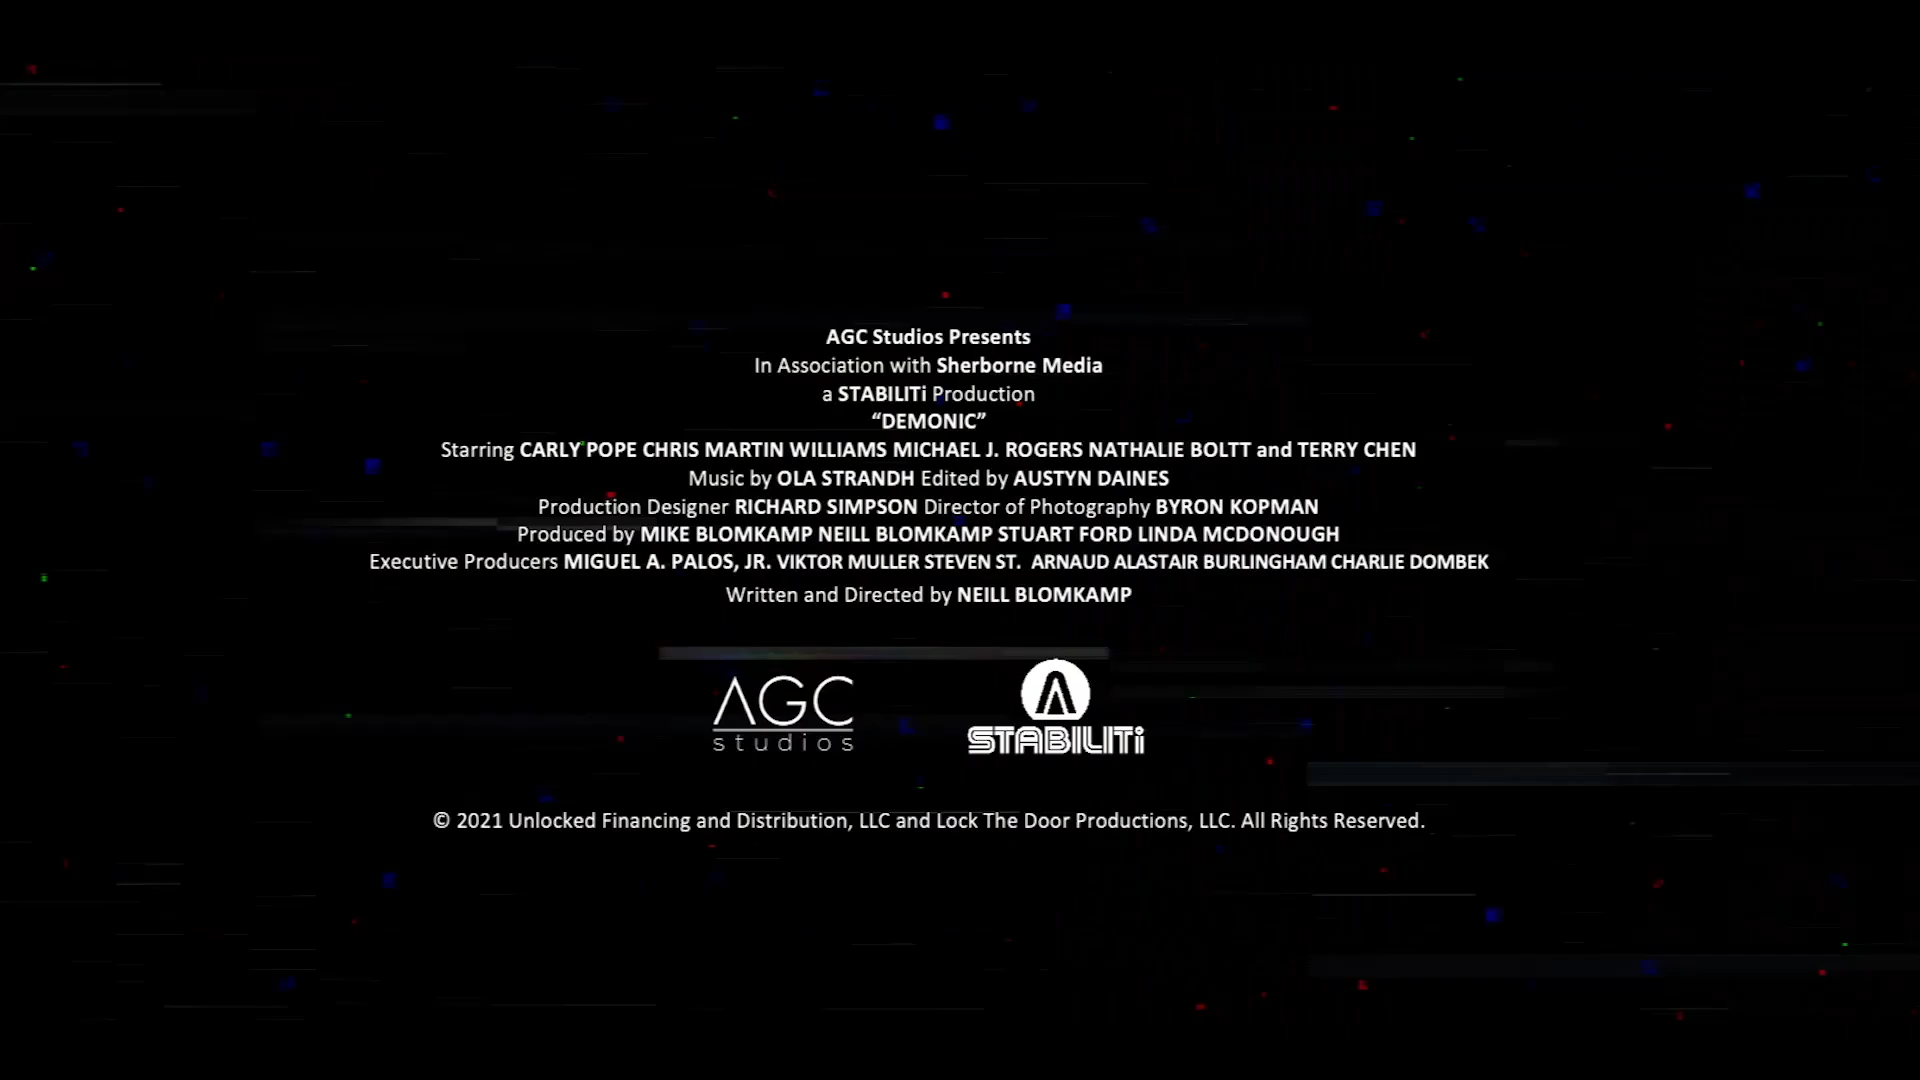 AGC Studios Presents
In Association with Sherborne Media
a STABILITi Production
“DEMONIC”
Starring CARLY POPE CHRIS MARTIN WILLIAMS MICHAEL J. ROGERS NATHALIE BOLTT and TERRY CHEN
Music by OLA STRANDH Edited by AUSTYN DAINES
Production Designer RICHARD SIMPSON Director of Photography BYRON KOPMAN
Produced by MIKE BLOMKAMP NEILL BLOMKAMP STUART FORD LINDA MCDONOUGH
Executive Producers MIGUEL A. PALOS, JR. VIKTOR MULLER STEVEN ST. ARNAUD ALASTAIR BURLINGHAM CHARLIE DOMBEK
Written and Directed by NEILL BLOMKAMP
AGC
studios
STABILITi
© 2021 Unlocked Financing and Distribution, LLC and Lock The Door Productions, LLC. All Rights Reserved.